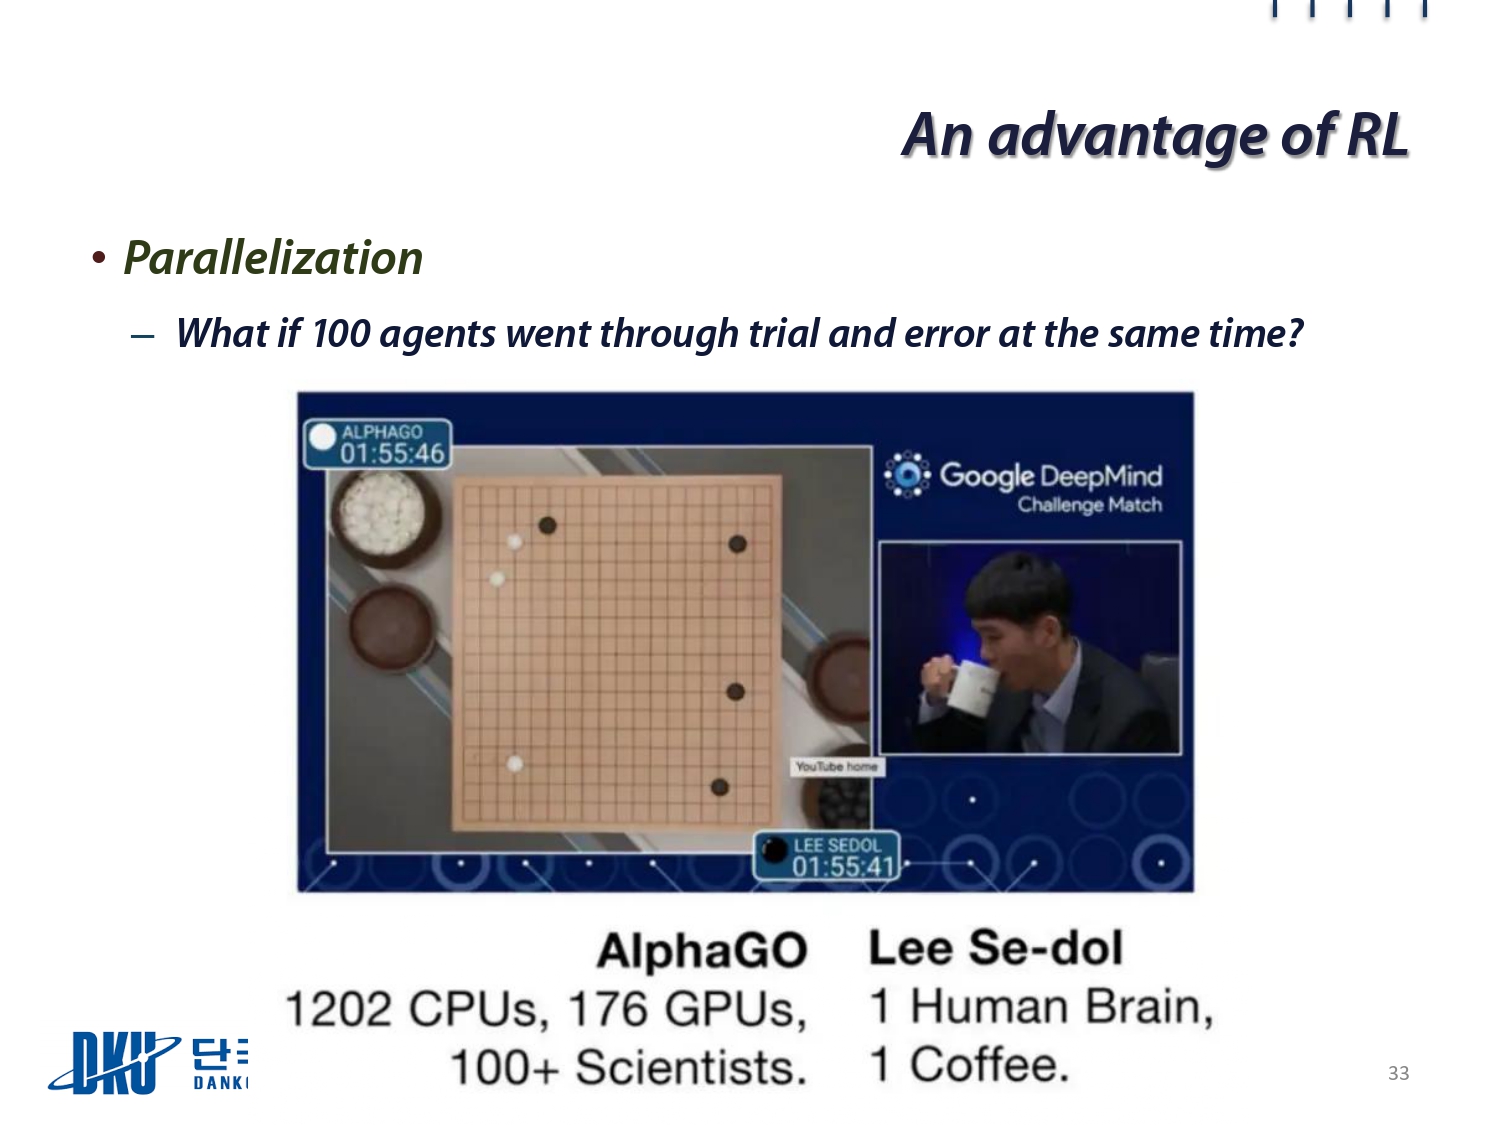 An advantage of RL
• Parallelization
– What if 100 agents went through trial and error at the same time?
ALPHAGO
01:55:46
Google DeepMind
Challenge Match
YouTube home
LEE SEDOL
01:55:41
AlphaGO
1202 CPUs, 176 GPUs,
100+ Scientists.
Lee Se-dol
1 Human Brain,
1 Coffee.
DKU
단
DANK
33